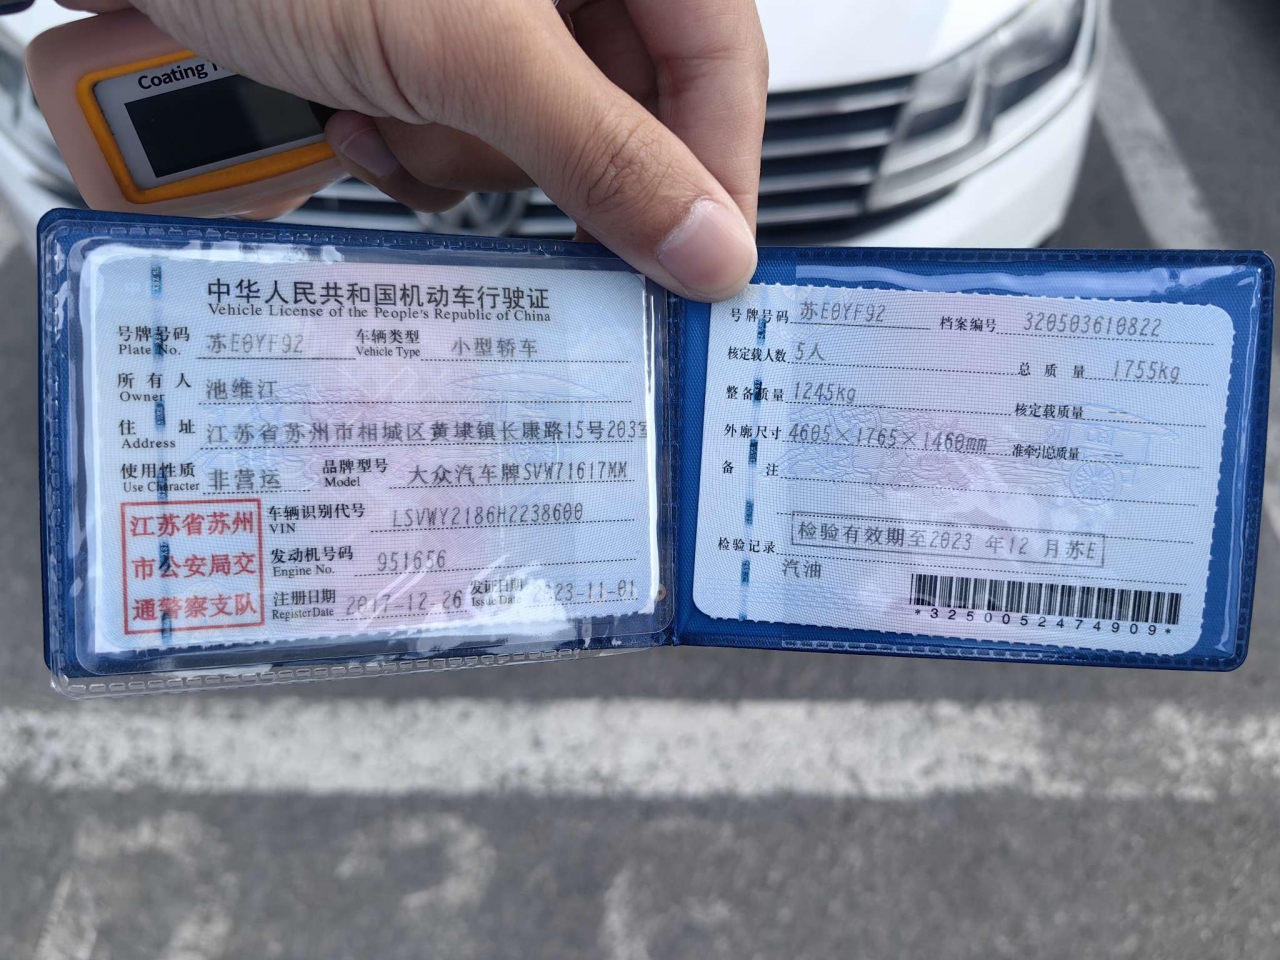 Coating T
中华人民共和国机动车行驶证
Vehicle License of the People's Republic of China
号牌号码 苏E0YF92 车辆类型 小型轿车
Plate No. Vehicle Type
所有人 池维江
Owner
住址 江苏省苏州市相城区黄埭镇长康路15号203室
Address
使用性质 非营运 品牌型号 大众汽车牌SVW71617MM
Use Character Model
江苏省苏州
市公安局交
通警察支队
车辆识别代号 LSVWY2186H2238600
VIN
发动机号码 951656
Engine No.
注册日期 2017-12-26 发证日期 2023-11-01
Register Date Issue Date
号牌号码 苏E0YF92 档案编号 320503610822
核定载人数 5人 总质量 1755kg
整备质量 1245kg 核定载质量
外廓尺寸 4605×1765×1460mm 准牵引总质量
备注
检验有效期至2023 年12 月苏E
检验记录
汽油
*3250052474909*